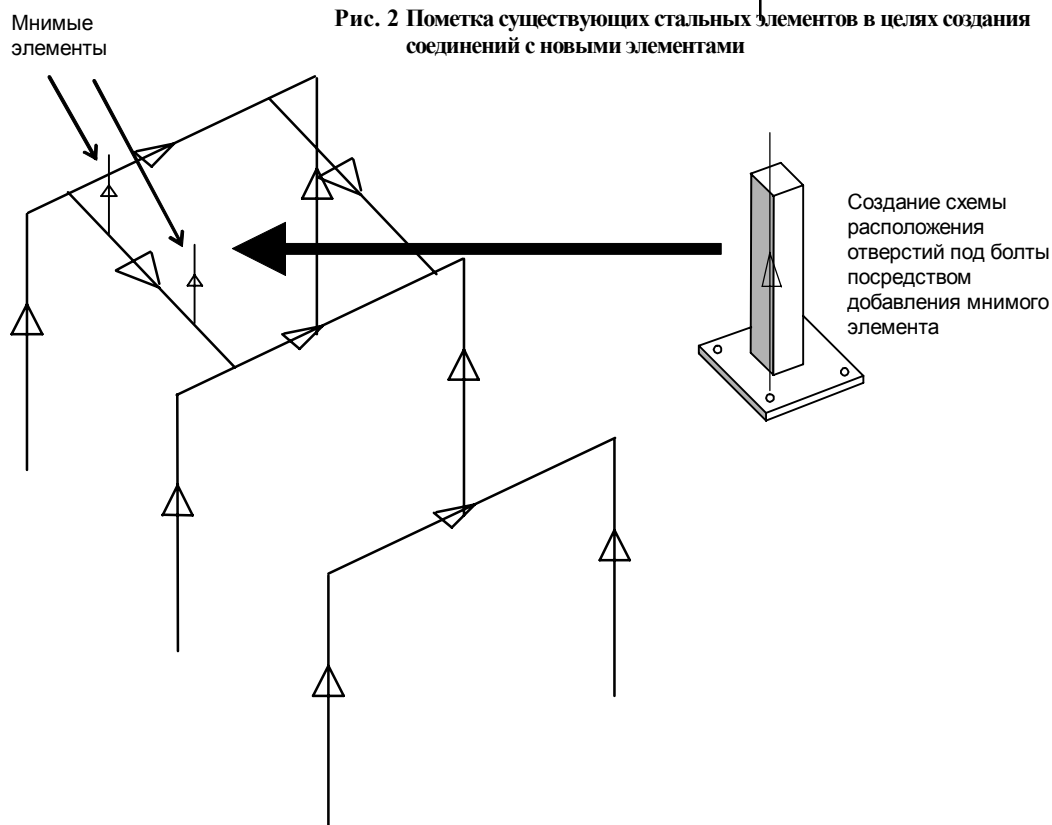 Рис. 2 Пометка существующих стальных элементов в целях создания
соединений с новыми элементами
Мнимые
элементы
Создание схемы
расположения
отверстий под болты
посредством
добавления мнимого
элемента